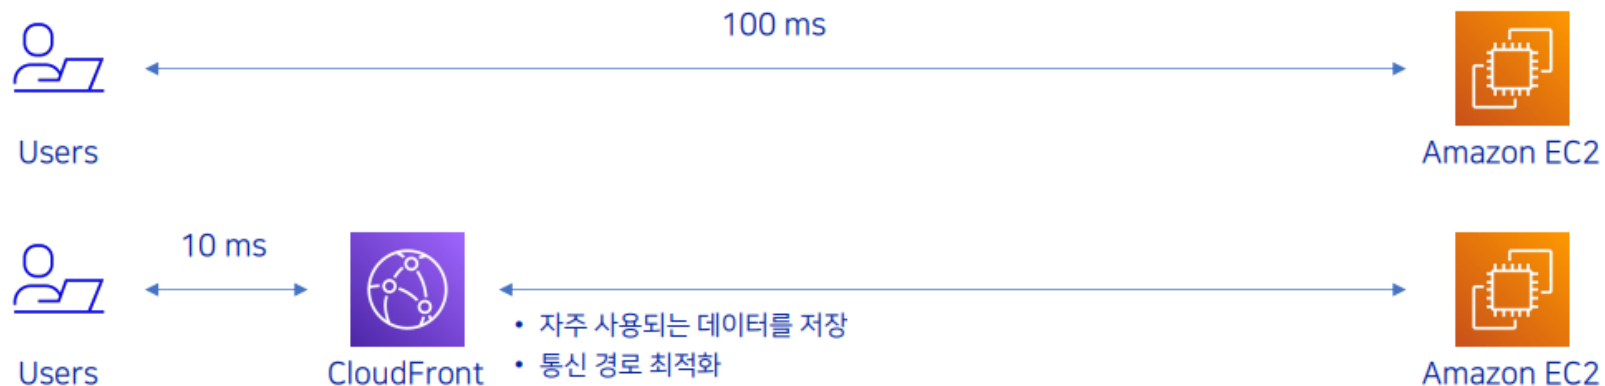 100 ms
Users
Amazon EC2
10 ms
• 자주 사용되는 데이터를 저장
• 통신 경로 최적화
Users
CloudFront
Amazon EC2